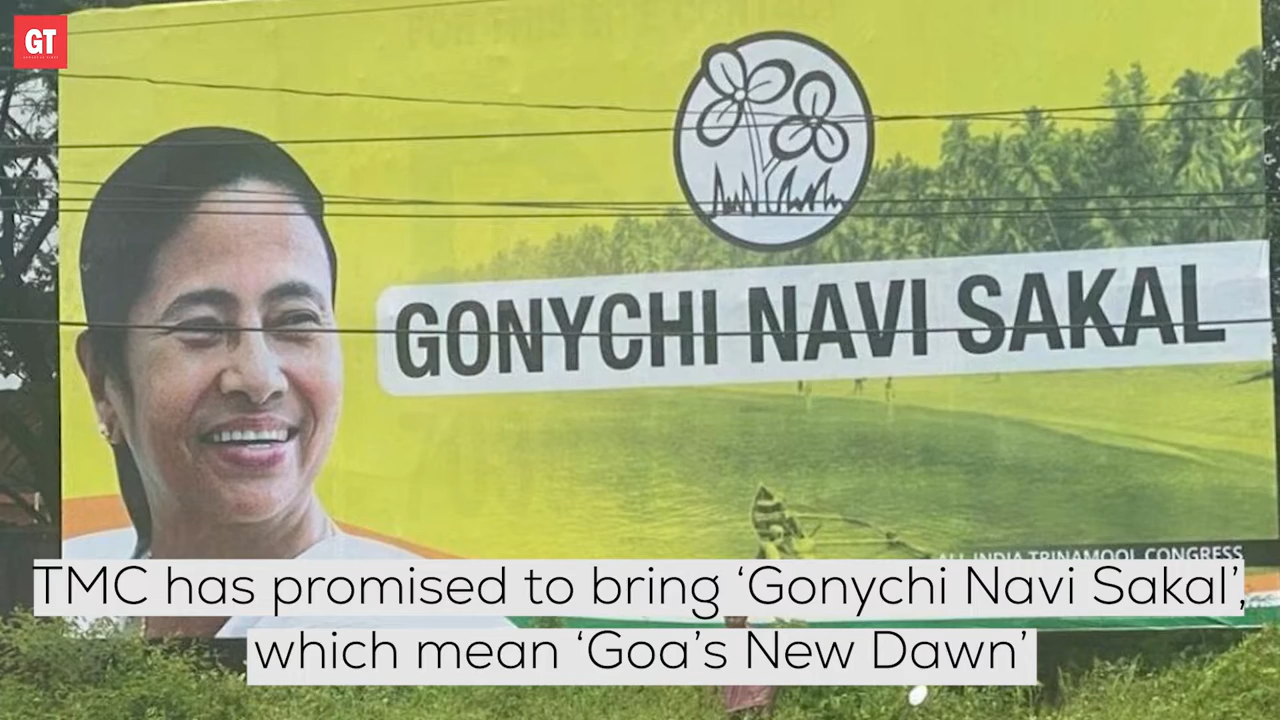 GT
GONYCHI NAVI SAKAL
ALL INDIA TRINAMOOL CONGRESS
TMC has promised to bring ‘Gonychi Navi Sakal’,
which mean ‘Goa’s New Dawn’